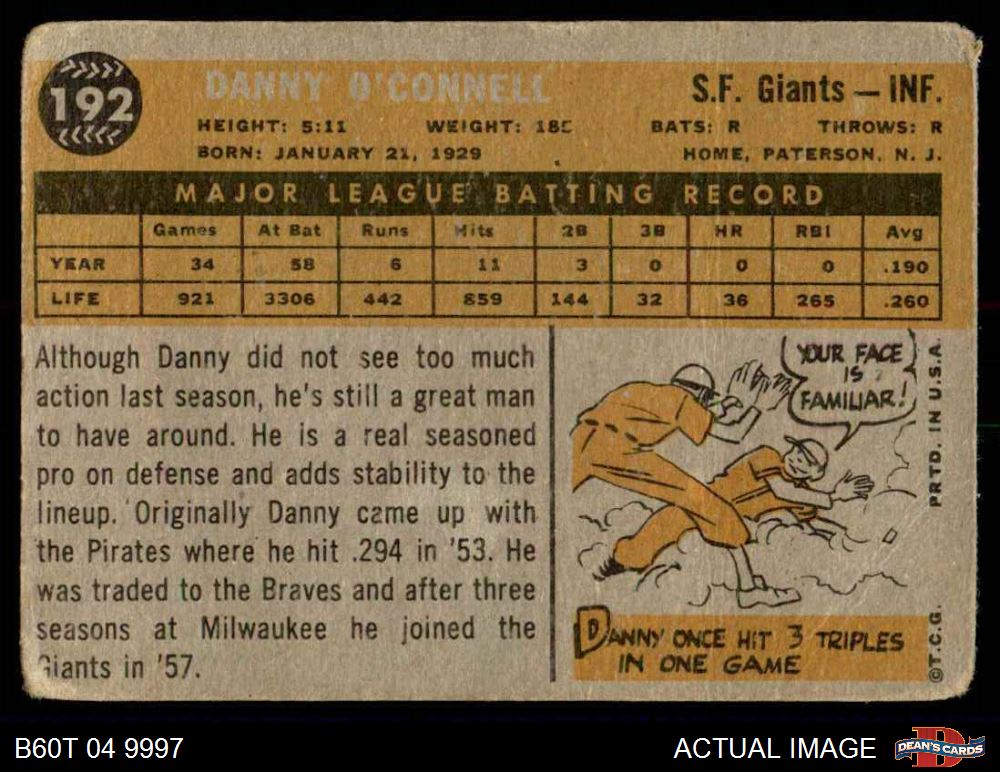 192
DANNY O'CONNELL
S.F. Giants — INF.
HEIGHT: 5:11 WEIGHT: 185 BATS: R THROWS: R
BORN: JANUARY 21, 1929 HOME, PATERSON, N. J.
MAJOR LEAGUE BATTING RECORD
Games At Bat Runs Hits 2B 3B HR RBI Avg
YEAR 34 58 6 11 3 0 0 0 .190
LIFE 921 3306 442 859 144 32 36 265 .260
Although Danny did not see too much
action last season, he's still a great man
to have around. He is a real seasoned
pro on defense and adds stability to the
lineup. Originally Danny came up with
the Pirates where he hit .294 in '53. He
was traded to the Braves and after three
seasons at Milwaukee he joined the
Giants in '57.
YOUR FACE
IS
FAMILIAR!
DANNY ONCE HIT 3 TRIPLES
IN ONE GAME
©T.C.G. PRTD. IN U.S.A.
B60T 04 9997
ACTUAL IMAGE
D
DEAN'S CARDS